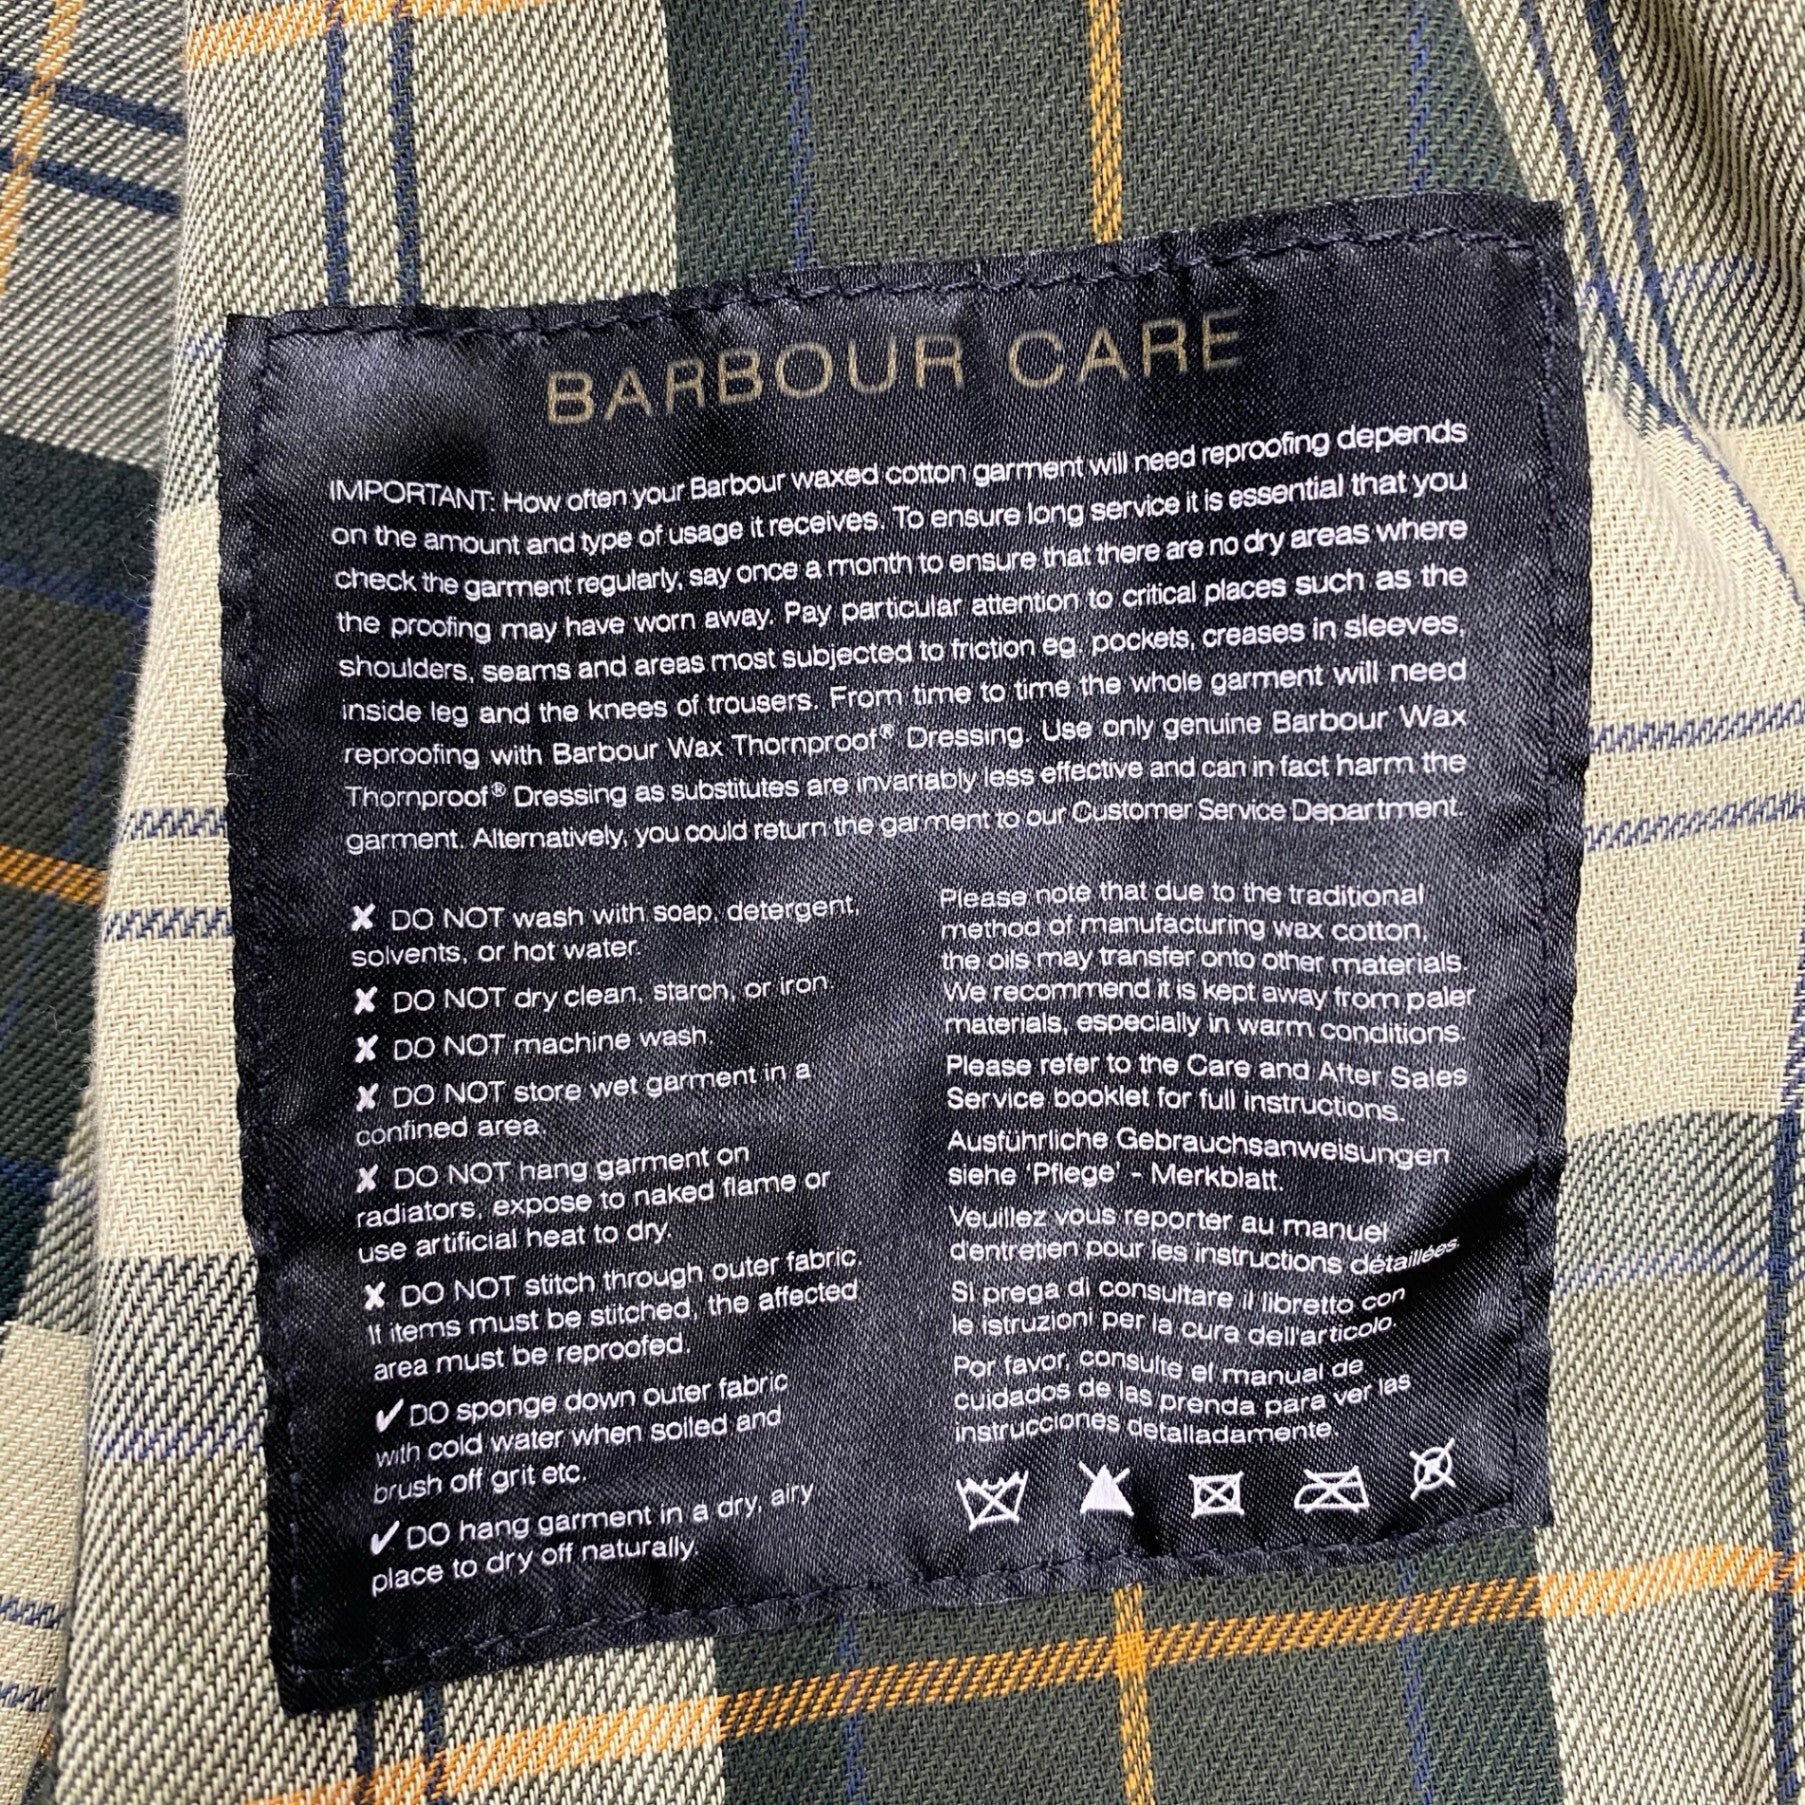 BARBOUR CARE
IMPORTANT: How often your Barbour waxed cotton garment will need reproofing depends
on the amount and type of usage it receives. To ensure long service it is essential that you
check the garment regularly, say once a month to ensure that there are no dry areas where
the proofing may have worn away. Pay particular attention to critical places such as the
shoulders, seams and areas most subjected to friction eg. pockets, creases in sleeves,
inside leg and the knees of trousers. From time to time the whole garment will need
reproofing with Barbour Wax Thornproof® Dressing. Use only genuine Barbour Wax
Thornproof® Dressing as substitutes are invariably less effective and can in fact harm the
garment. Alternatively, you could return the garment to our Customer Service Department.
✘ DO NOT wash with soap, detergent,
solvents, or hot water.
✘ DO NOT dry clean, starch, or iron
✘ DO NOT machine wash.
✘ DO NOT store wet garment in a
confined area.
✘ DO NOT hang garment on
radiators, expose to naked flame or
use artificial heat to dry.
✘ DO NOT stitch through outer fabric.
If items must be stitched, the affected
area must be reproofed.
✔ DO sponge down outer fabric
with cold water when soiled and
brush off grit etc.
✔ DO hang garment in a dry, airy
place to dry off naturally.
Please note that due to the traditional
method of manufacturing wax cotton,
the oils may transfer onto other materials.
We recommend it is kept away from paler
materials, especially in warm conditions.
Please refer to the Care and After Sales
Service booklet for full instructions.
Ausführliche Gebrauchsanweisungen
siehe 'Pflege' - Merkblatt.
Veuillez vous reporter au manuel
d'entretien pour les instructions détaillées.
Si prega di consultare il libretto con
le istruzioni per la cura dell'articolo.
Por favor, consulte el manual de
cuidados de las prenda para ver las
instrucciones detalladamente.